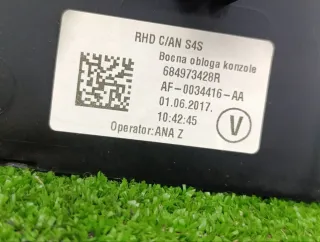 RHD C/AN S4S
Bocna obloga konzole
684973428R
AF-0034416-AA
01.06.2017.
10:42:45
V
Operator:ANA Z